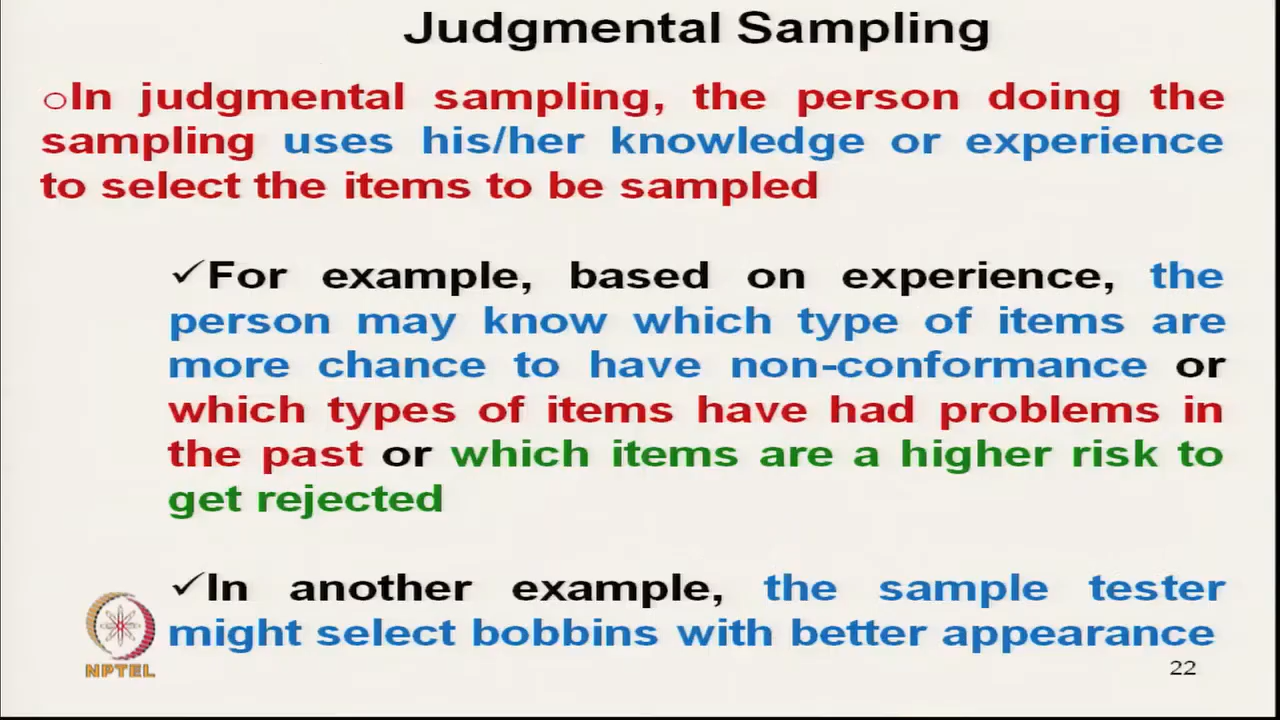 Judgmental Sampling
oIn judgmental sampling, the person doing the
sampling uses his/her knowledge or experience
to select the items to be sampled
✓For example, based on experience, the
person may know which type of items are
more chance to have non-conformance or
which types of items have had problems in
the past or which items are a higher risk to
get rejected
✓In another example, the sample tester
might select bobbins with better appearance
NPTEL
22